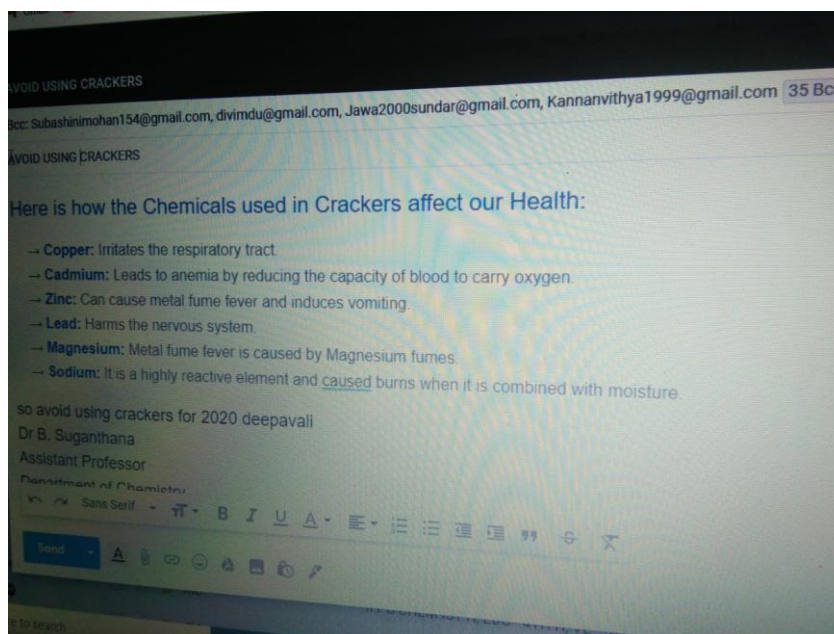 AVOID USING CRACKERS
Bcc: Subashinimohan154@gmail.com, divimdu@gmail.com, Jawa2000sundar@gmail.com, Kannanvithya1999@gmail.com 35 Bc
AVOID USING CRACKERS
Here is how the Chemicals used in Crackers affect our Health:
→ Copper: Irritates the respiratory tract.
→ Cadmium: Leads to anemia by reducing the capacity of blood to carry oxygen.
→ Zinc: Can cause metal fume fever and induces vomiting.
→ Lead: Harms the nervous system.
→ Magnesium: Metal fume fever is caused by Magnesium fumes.
→ Sodium: It is a highly reactive element and caused burns when it is combined with moisture.
so avoid using crackers for 2020 deepavali
Dr B. Suganthana
Assistant Professor
Department of Chemistry
Sans Serif
Send
e to search